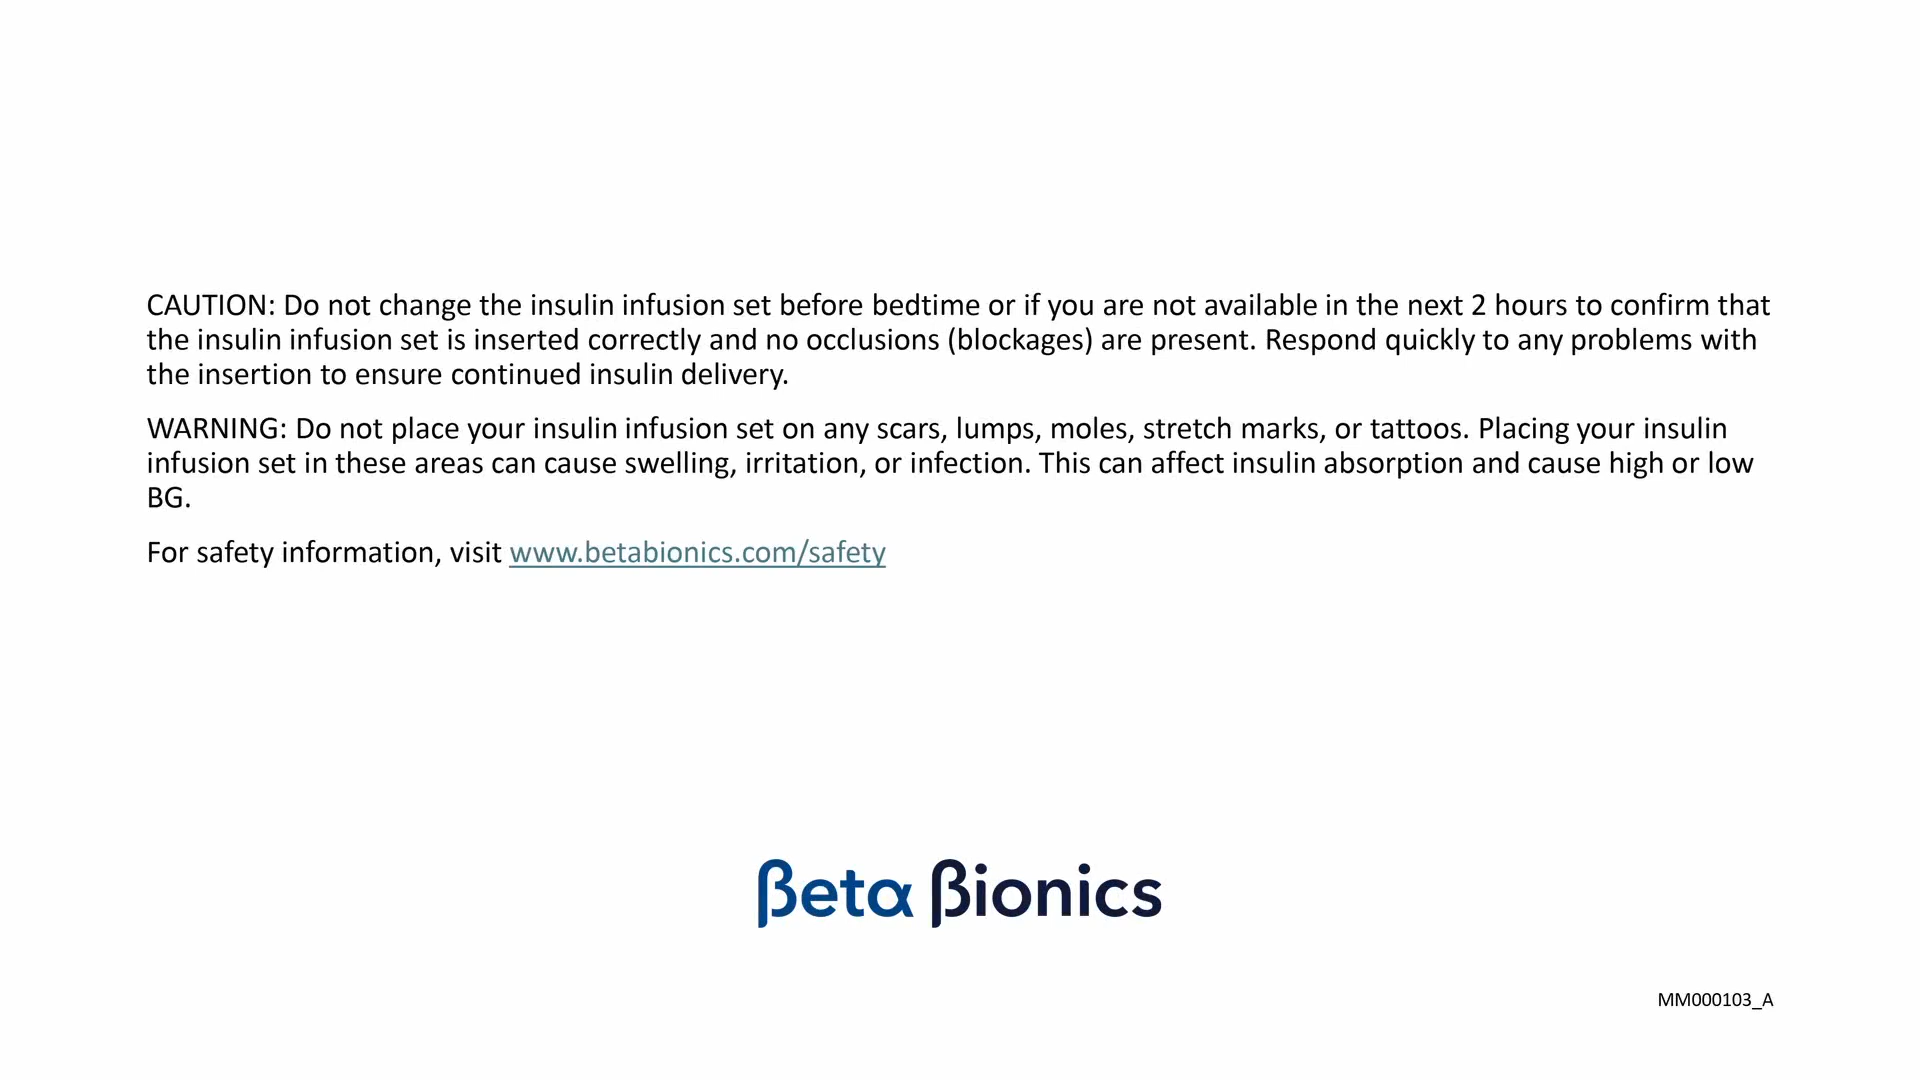 CAUTION: Do not change the insulin infusion set before bedtime or if you are not available in the next 2 hours to confirm that
the insulin infusion set is inserted correctly and no occlusions (blockages) are present. Respond quickly to any problems with
the insertion to ensure continued insulin delivery.
WARNING: Do not place your insulin infusion set on any scars, lumps, moles, stretch marks, or tattoos. Placing your insulin
infusion set in these areas can cause swelling, irritation, or infection. This can affect insulin absorption and cause high or low
BG.
For safety information, visit www.betabionics.com/safety
βetα βionics
MM000103_A